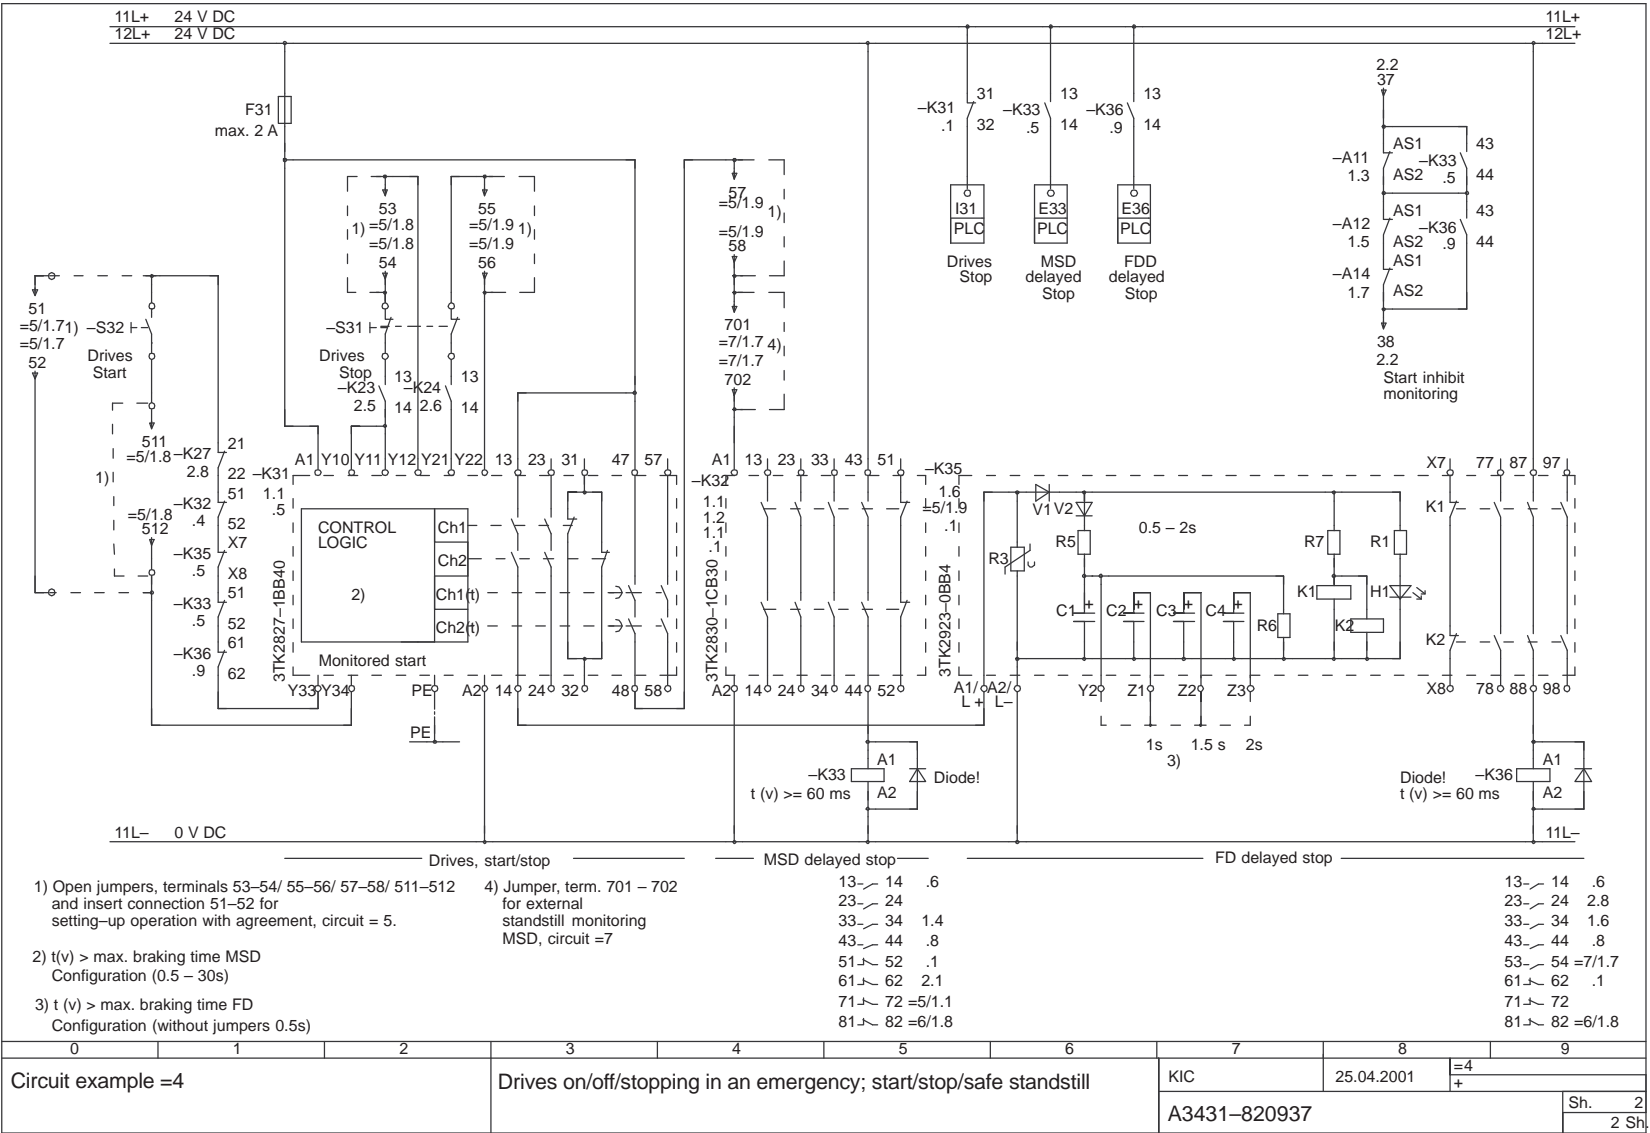 11L+ 24 V DC 11L+
12L+ 24 V DC 12L+
F31
max. 2 A
–K31
.1
31
32
–K33
.5
13
14
–K36
.9
13
14
I31
PLC
Drives
Stop
E33
PLC
MSD
delayed
Stop
E36
PLC
FDD
delayed
Stop
2.2
37
–A11
1.3
AS1
AS2
–K33
.5
43
44
–A12
1.5
AS1
AS2
–K36
.9
43
44
–A14
1.7
AS1
AS2
38
2.2
Start inhibit
monitoring
1)
53
=5/1.8
=5/1.8
54
55
=5/1.9
=5/1.9
56
1)
57
=5/1.9
=5/1.9
58
1)
701
=7/1.7
=7/1.7
702
4)
51
=5/1.7
=5/1.7
52
1)
–S32
Drives
Start
–S31
Drives
Stop
–K23
2.5
13
14
–K24
2.6
13
14
1)
511
=5/1.8
=5/1.8
512
–K27
2.8
21
22
–K32
.4
51
52
–K35
.5
X7
X8
–K33
.5
51
52
–K36
.9
61
62
–K31
1.1
.5
3TK2827–1BB40
A1 Y10 Y11 Y12 Y21 Y22 13 23 31 47 57
CONTROL
LOGIC
2)
Ch1
Ch2
Ch1(t)
Ch2(t)
Monitored start
Y33 Y34 PE A2 14 24 32 48 58
PE
–K32
1.1
1.2
1.1
.1
3TK2830–1CB30
A1 13 23 33 43 51
A2 14 24 34 44 52
–K35
1.6
=5/1.9
.1
3TK2923–0BB4
X7 77 87 97
V1 V2
0.5 – 2s
R3
R5
R7
R1
C1 + C2 + C3 + C4 +
R6
K1
H1
K2
K1
K2
A1/
L +
A2/
L–
Y2 Z1 Z2 Z3
X8 78 88 98
1s 1.5 s 2s
3)
–K33
A1
A2
t (v) >= 60 ms
Diode!
Diode!
t (v) >= 60 ms
–K36
A1
A2
11L– 0 V DC 11L–
Drives, start/stop
MSD delayed stop
FD delayed stop
1) Open jumpers, terminals 53–54/ 55–56/ 57–58/ 511–512
and insert connection 51–52 for
setting–up operation with agreement, circuit = 5.
2) t(v) > max. braking time MSD
Configuration (0.5 – 30s)
3) t (v) > max. braking time FD
Configuration (without jumpers 0.5s)
4) Jumper, term. 701 – 702
for external
standstill monitoring
MSD, circuit =7
13 14 .6
23 24
33 34 1.4
43 44 .8
51 52 .1
61 62 2.1
71 72 =5/1.1
81 82 =6/1.8
13 14 .6
23 24 2.8
33 34 1.6
43 44 .8
53 54 =7/1.7
61 62 .1
71 72
81 82 =6/1.8
0 1 2 3 4 5 6 7 8 9
Circuit example =4
Drives on/off/stopping in an emergency; start/stop/safe standstill
KIC
25.04.2001
=4
+
A3431–820937
Sh. 2
2 Sh.